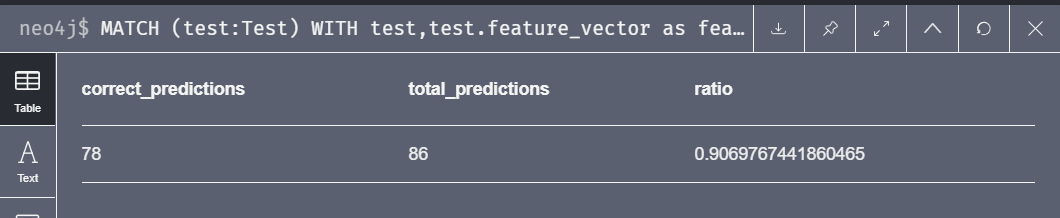 neo4j$ MATCH (test:Test) WITH test,test.feature_vector as fea…
Table
correct_predictions total_predictions ratio
78 86 0.9069767441860465
Text